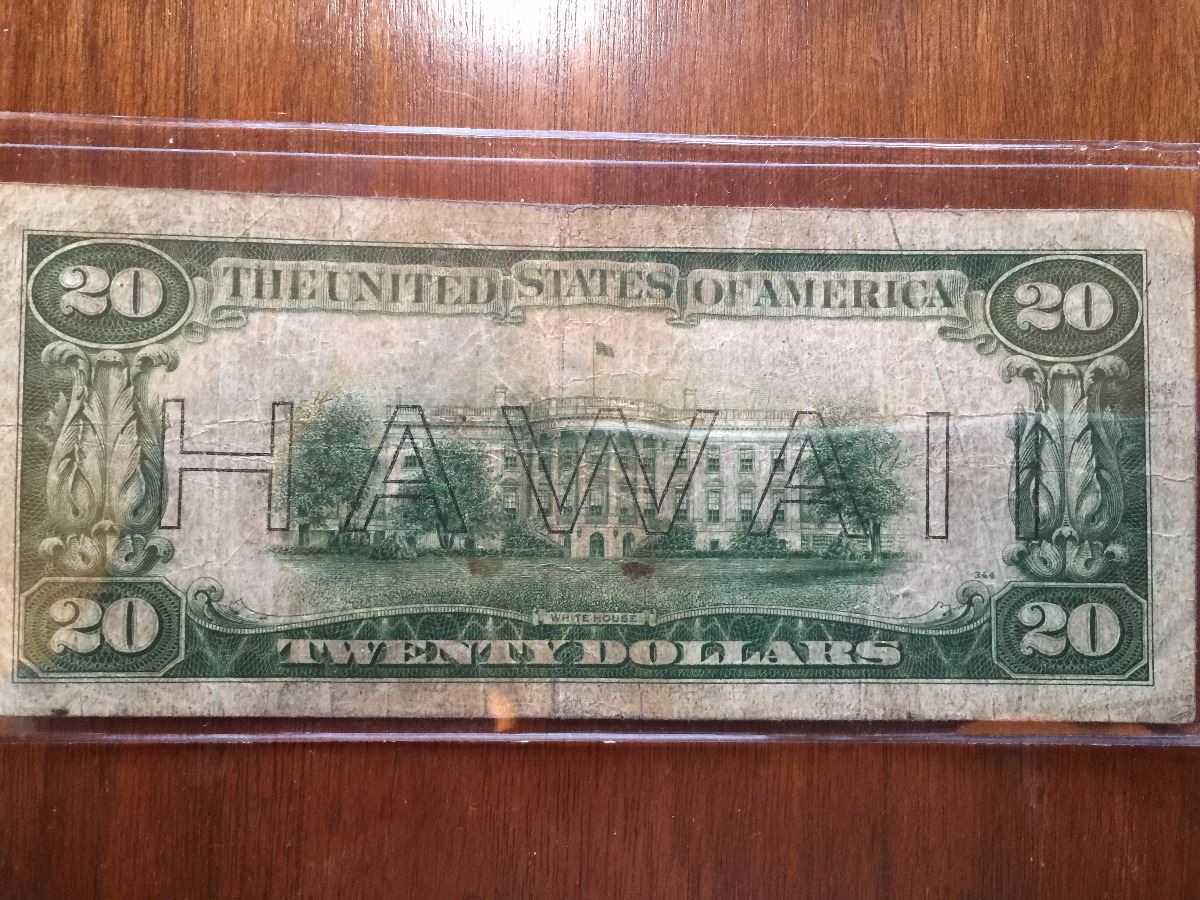 20 THE UNITED STATES OF AMERICA 20
HAWAII
344
WHITE HOUSE
20 TWENTY DOLLARS 20